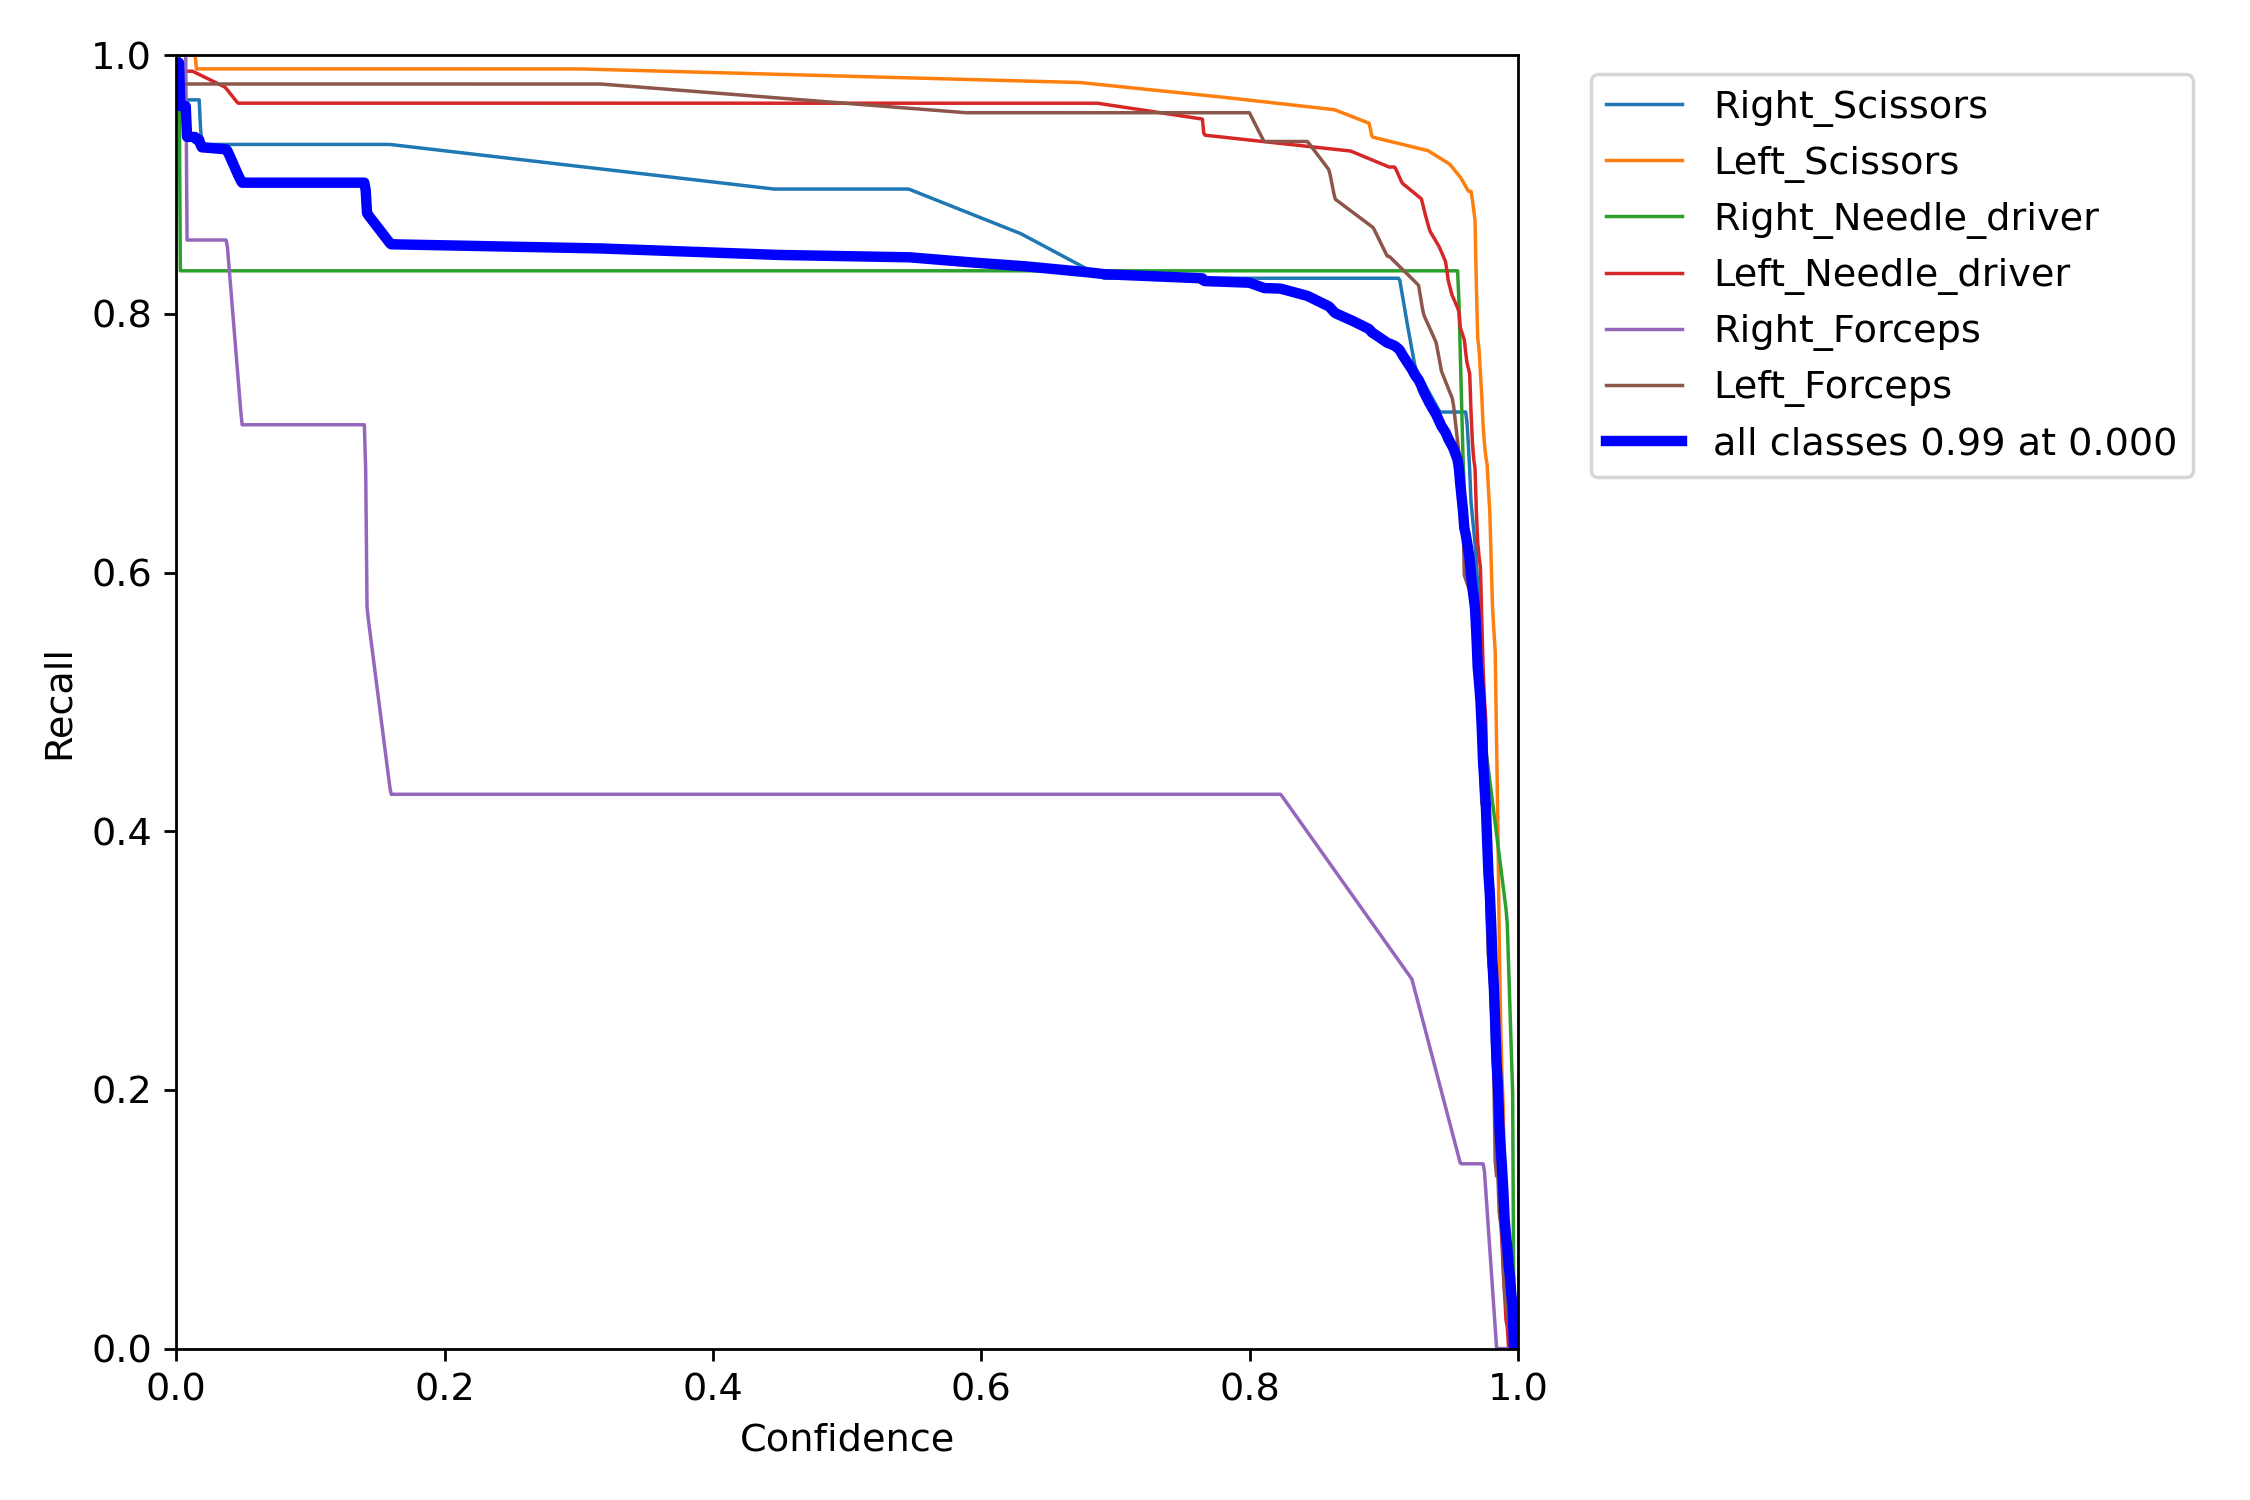 1.0
0.8
0.6
0.4
0.2
0.0
Recall
0.0 0.2 0.4 0.6 0.8 1.0
Confidence
Right_Scissors
Left_Scissors
Right_Needle_driver
Left_Needle_driver
Right_Forceps
Left_Forceps
all classes 0.99 at 0.000